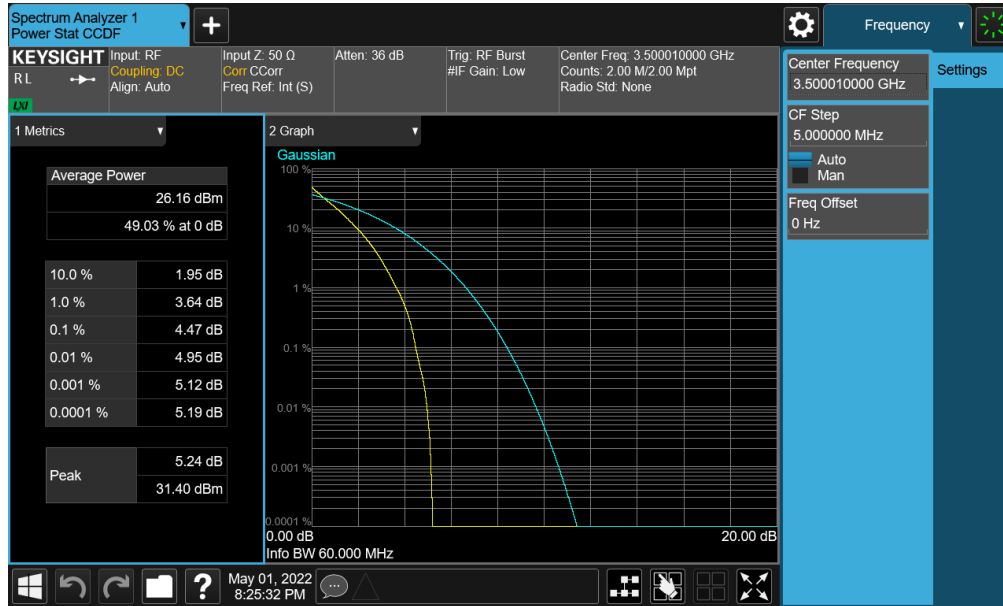 Spectrum Analyzer 1
Power Stat CCDF
Frequency
KEYSIGHT
R L
LXI
Input: RF
Coupling: DC
Align: Auto
Input Z: 50 Ω
Corr CCorr
Freq Ref: Int (S)
Atten: 36 dB
Trig: RF Burst
#IF Gain: Low
Center Freq: 3.500010000 GHz
Counts: 2.00 M/2.00 Mpt
Radio Std: None
Center Frequency
3.500010000 GHz
Settings
CF Step
5.000000 MHz
Auto
Man
Freq Offset
0 Hz
1 Metrics
Average Power
26.16 dBm
49.03 % at 0 dB
10.0 % 1.95 dB
1.0 % 3.64 dB
0.1 % 4.47 dB
0.01 % 4.95 dB
0.001 % 5.12 dB
0.0001 % 5.19 dB
Peak
5.24 dB
31.40 dBm
2 Graph
Gaussian
100 %
10 %
1 %
0.1 %
0.01 %
0.001 %
0.0001 %
0.00 dB 20.00 dB
Info BW 60.000 MHz
?
May 01, 2022
8:25:32 PM